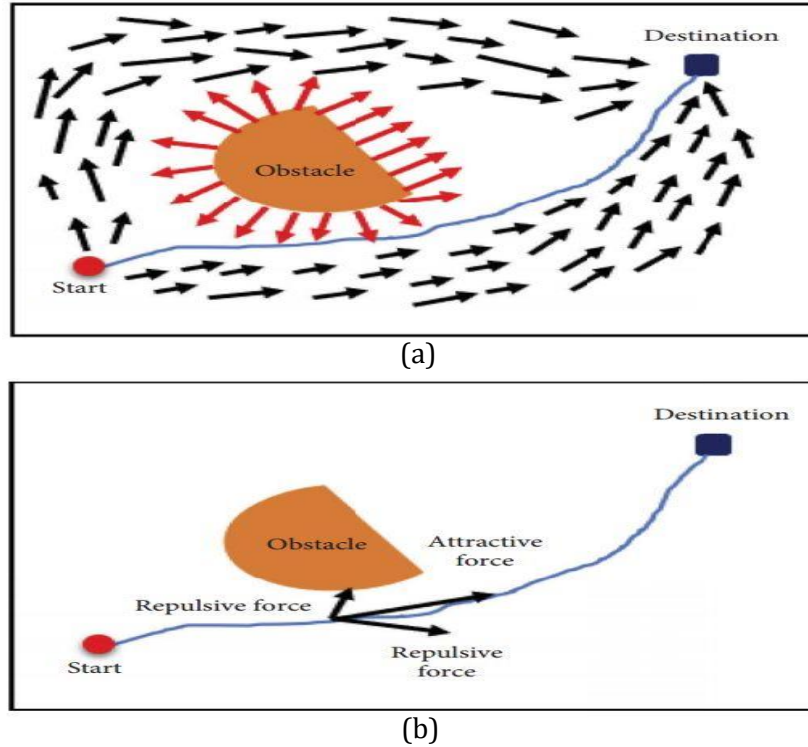 Destination
Obstacle
Start
(a)
Destination
Obstacle
Attractive
force
Repulsive force
Repulsive
force
Start
(b)